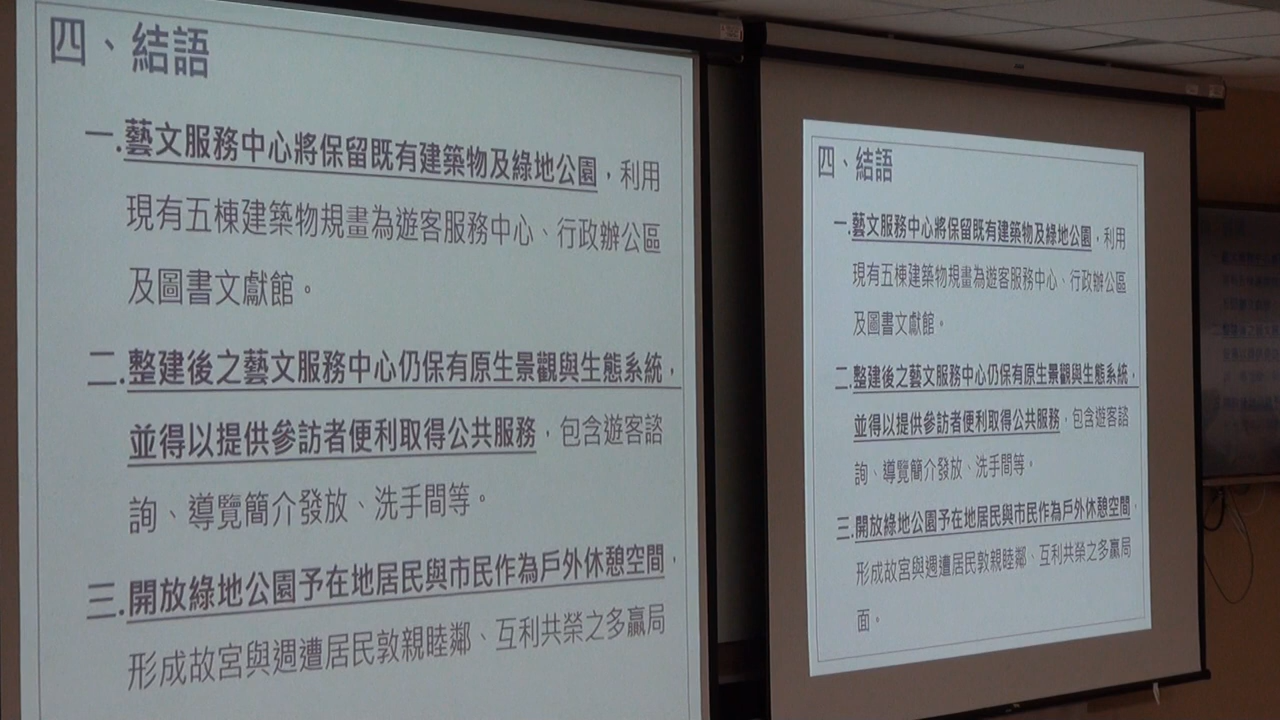 四、結語
一.藝文服務中心將保留既有建築物及綠地公園，利用
現有五棟建築物規畫為遊客服務中心、行政辦公區
及圖書文獻館。
二.整建後之藝文服務中心仍保有原生景觀與生態系統，
並得以提供參訪者便利取得公共服務，包含遊客諮
詢、導覽簡介發放、洗手間等。
三.開放綠地公園予在地居民與市民作為戶外休憩空間，
形成故宮與週遭居民敦親睦鄰、互利共榮之多贏局
四、結語
一.藝文服務中心將保留既有建築物及綠地公園，利用
現有五棟建築物規畫為遊客服務中心、行政辦公區
及圖書文獻館。
二.整建後之藝文服務中心仍保有原生景觀與生態系統，
並得以提供參訪者便利取得公共服務，包含遊客諮
詢、導覽簡介發放、洗手間等。
三.開放綠地公園予在地居民與市民作為戶外休憩空間，
形成故宮與週遭居民敦親睦鄰、互利共榮之多贏局
面。